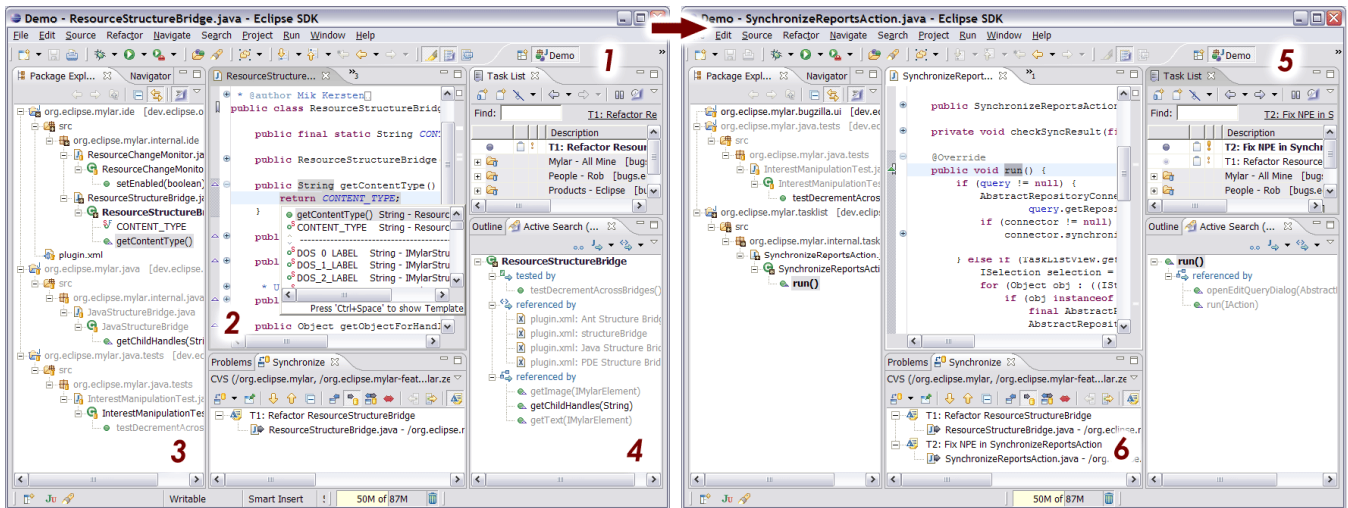 Demo - ResourceStructureBridge.java - Eclipse SDK
File Edit Source Refactor Navigate Search Project Run Window Help
Demo
1
Package Expl... Navigator
org.eclipse.mylar.ide [dev.eclipse.o
src
org.eclipse.mylar.internal.ide
ResourceChangeMonitor.ja
ResourceChangeMonito
setEnabled(boolean)
ResourceStructureBridge.ja
ResourceStructureB
CONTENT_TYPE
getContentType()
plugin.xml
org.eclipse.mylar.java [dev.eclipse.
src
org.eclipse.mylar.internal.java
JavaStructureBridge.java
JavaStructureBridge
getChildHandles(Stri
org.eclipse.mylar.java.tests [dev.ec
src
org.eclipse.mylar.java.tests
InterestManipulationTest.ja
InterestManipulationTes
testDecrementAcros
3
ResourceStructure... »3
* @author Mik Kersten
public class ResourceStructureBridg
public final static String CONT
public ResourceStructureBridge
public String getContentType()
return CONTENT_TYPE;
}
getContentType() String - Resourc
CONTENT_TYPE String - Resourc
DOS_0_LABEL String - IMylarStru
DOS_1_LABEL String - IMylarStru
DOS_2_LABEL String - IMylarStru
Press 'Ctrl+Space' to show Template
publ
publ
* U
publ
public Object getObjectForHandl
2
Problems Synchronize
CVS (/org.eclipse.mylar, /org.eclipse.mylar-feat...lar.ze
T1: Refactor ResourceStructureBridge
ResourceStructureBridge.java - /org.eclipse.r
Task List
Find: T1: Refactor Re
Description
T1: Refactor Resour
Mylar - All Mine [bugs
People - Rob [bugs.e
Products - Eclipse [bu
Outline Active Search (...
ResourceStructureBridge
tested by
testDecrementAcrossBridges()
referenced by
plugin.xml: Ant Structure Bridg
plugin.xml: structureBridge
plugin.xml: Java Structure Brid
plugin.xml: PDE Structure Brid
referenced by
getImage(IMylarElement)
getChildHandles(String)
getText(IMylarElement)
4
Ju Writable Smart Insert 50M of 87M
Demo - SynchronizeReportsAction.java - Eclipse SDK
Edit Source Refactor Navigate Search Project Run Window Help
Demo
5
Package Expl... Navigator
org.eclipse.mylar.bugzilla.ui [dev.ec
org.eclipse.mylar.java.tests [dev.ec
src
org.eclipse.mylar.java.tests
InterestManipulationTest.ja
InterestManipulationTes
testDecrementAcros
org.eclipse.mylar.tasklist [dev.eclips
src
org.eclipse.mylar.internal.task
SynchronizeReportsAction.
SynchronizeReportsActi
run()
SynchronizeReport... »1
public SynchronizeReportsAction
private void checkSyncResult(fi
@Override
public void run() {
if (query != null) {
AbstractRepositoryConne
query.getReposi
if (connector != null)
connector.synchroni
} else if (TaskListView.get
ISelection selection =
for (Object obj : ((ISt
if (obj instanceof
final AbstractR
AbstractReposit
Problems Synchronize
CVS (/org.eclipse.mylar, /org.eclipse.mylar-feat...lar.ze
T1: Refactor ResourceStructureBridge
ResourceStructureBridge.java - /org.eclipse.r
T2: Fix NPE in SynchronizeReportsAction
SynchronizeReportsAction.java - /org.
6
Task List
Find: T2: Fix NPE in S
Description
T2: Fix NPE in Synchr
T1: Refactor Resource
Mylar - All Mine [bugs
People - Rob [bugs.e
Outline Active Search (...
run()
referenced by
openEditQueryDialog(Abstractl
run(IAction)
Ju 50M of 87M